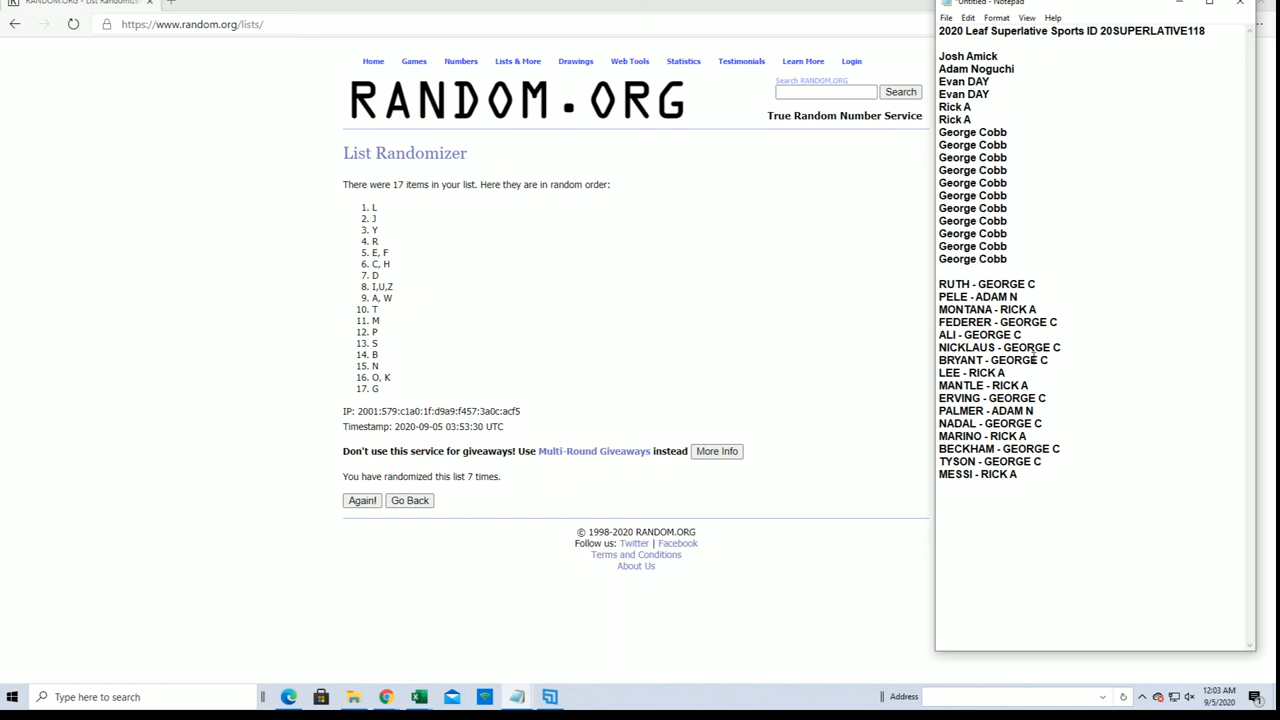 RANDOM.ORG - List Randomiz
https://www.random.org/lists/
Home Games Numbers Lists & More Drawings Web Tools Statistics Testimonials Learn More Login
RANDOM.ORG
Search RANDOM.ORG
Search
True Random Number Service
List Randomizer
There were 17 items in your list. Here they are in random order:
1. L
2. J
3. Y
4. R
5. E, F
6. C, H
7. D
8. I,U,Z
9. A, W
10. T
11. M
12. P
13. S
14. B
15. N
16. O, K
17. G
IP: 2001:579:c1a0:1f:d9a9:f457:3a0c:acf5
Timestamp: 2020-09-05 03:53:30 UTC
Don't use this service for giveaways! Use Multi-Round Giveaways instead More Info
You have randomized this list 7 times.
Again! Go Back
© 1998-2020 RANDOM.ORG
Follow us: Twitter | Facebook
Terms and Conditions
About Us
*Untitled - Notepad
File Edit Format View Help
2020 Leaf Superlative Sports ID 20SUPERLATIVE118
Josh Amick
Adam Noguchi
Evan DAY
Evan DAY
Rick A
Rick A
George Cobb
George Cobb
George Cobb
George Cobb
George Cobb
George Cobb
George Cobb
George Cobb
George Cobb
George Cobb
George Cobb
RUTH - GEORGE C
PELE - ADAM N
MONTANA - RICK A
FEDERER - GEORGE C
ALI - GEORGE C
NICKLAUS - GEORGE C
BRYANT - GEORGE C
LEE - RICK A
MANTLE - RICK A
ERVING - GEORGE C
PALMER - ADAM N
NADAL - GEORGE C
MARINO - RICK A
BECKHAM - GEORGE C
TYSON - GEORGE C
MESSI - RICK A
Type here to search
Address
12:03 AM
9/5/2020